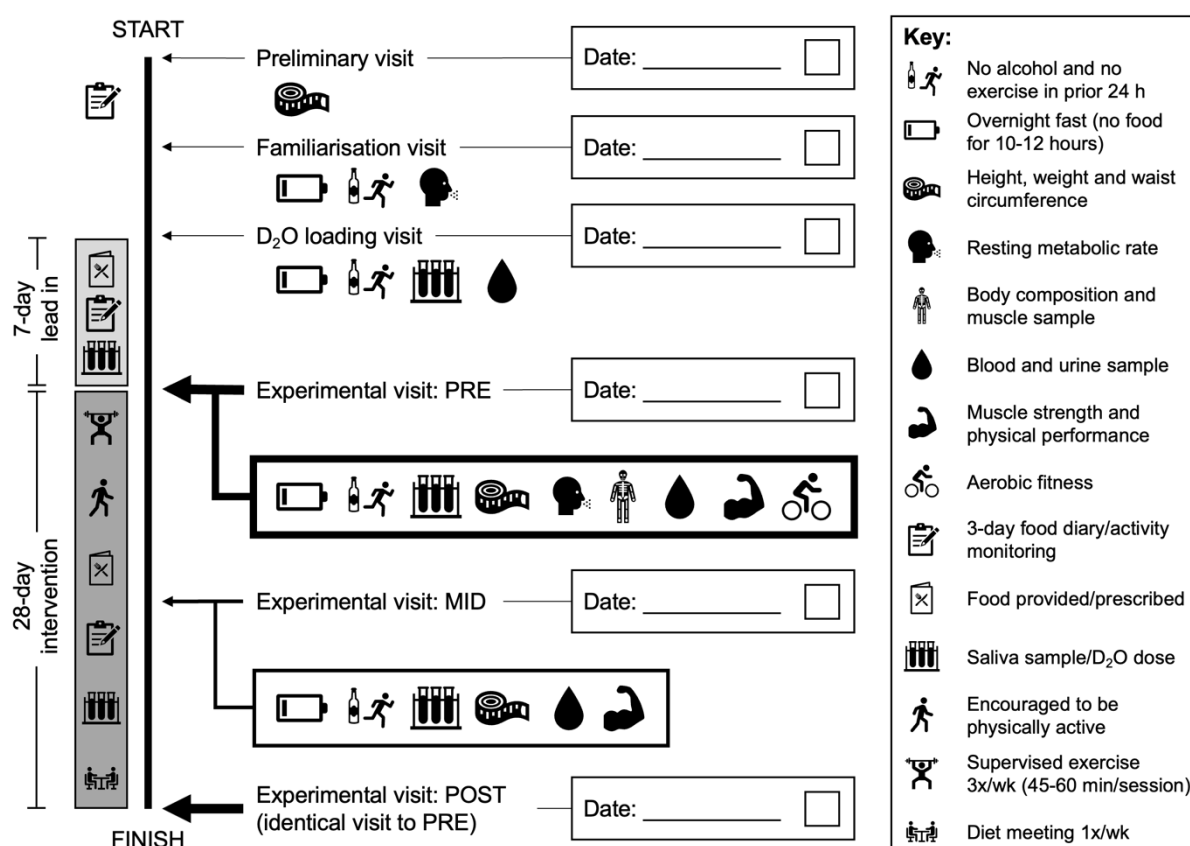 START
Preliminary visit
Date: ____________
Familiarisation visit
Date: ____________
D₂O loading visit
Date: ____________
7-day
lead in
Experimental visit: PRE
Date: ____________
28-day
intervention
Experimental visit: MID
Date: ____________
Experimental visit: POST
(identical visit to PRE)
Date: ____________
FINISH
Key:
No alcohol and no
exercise in prior 24 h
Overnight fast (no food
for 10-12 hours)
Height, weight and waist
circumference
Resting metabolic rate
Body composition and
muscle sample
Blood and urine sample
Muscle strength and
physical performance
Aerobic fitness
3-day food diary/activity
monitoring
Food provided/prescribed
Saliva sample/D₂O dose
Encouraged to be
physically active
Supervised exercise
3x/wk (45-60 min/session)
Diet meeting 1x/wk